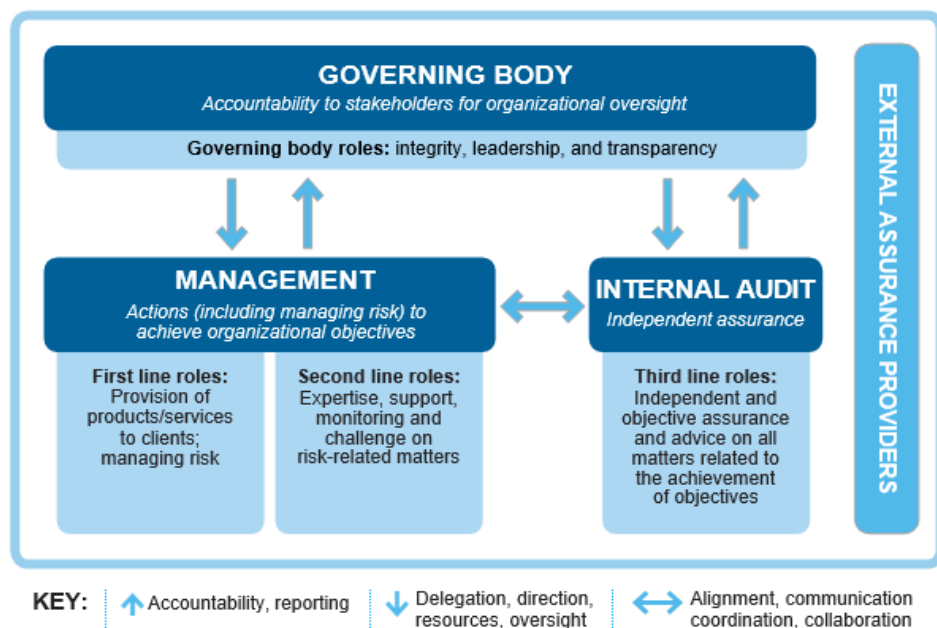 GOVERNING BODY
Accountability to stakeholders for organizational oversight
Governing body roles: integrity, leadership, and transparency
MANAGEMENT
Actions (including managing risk) to
achieve organizational objectives
INTERNAL AUDIT
Independent assurance
First line roles:
Provision of
products/services
to clients;
managing risk
Second line roles:
Expertise, support,
monitoring and
challenge on
risk-related matters
Third line roles:
Independent and
objective assurance
and advice on all
matters related to
the achievement
of objectives
EXTERNAL ASSURANCE PROVIDERS
KEY:
Accountability, reporting
Delegation, direction,
resources, oversight
Alignment, communication
coordination, collaboration